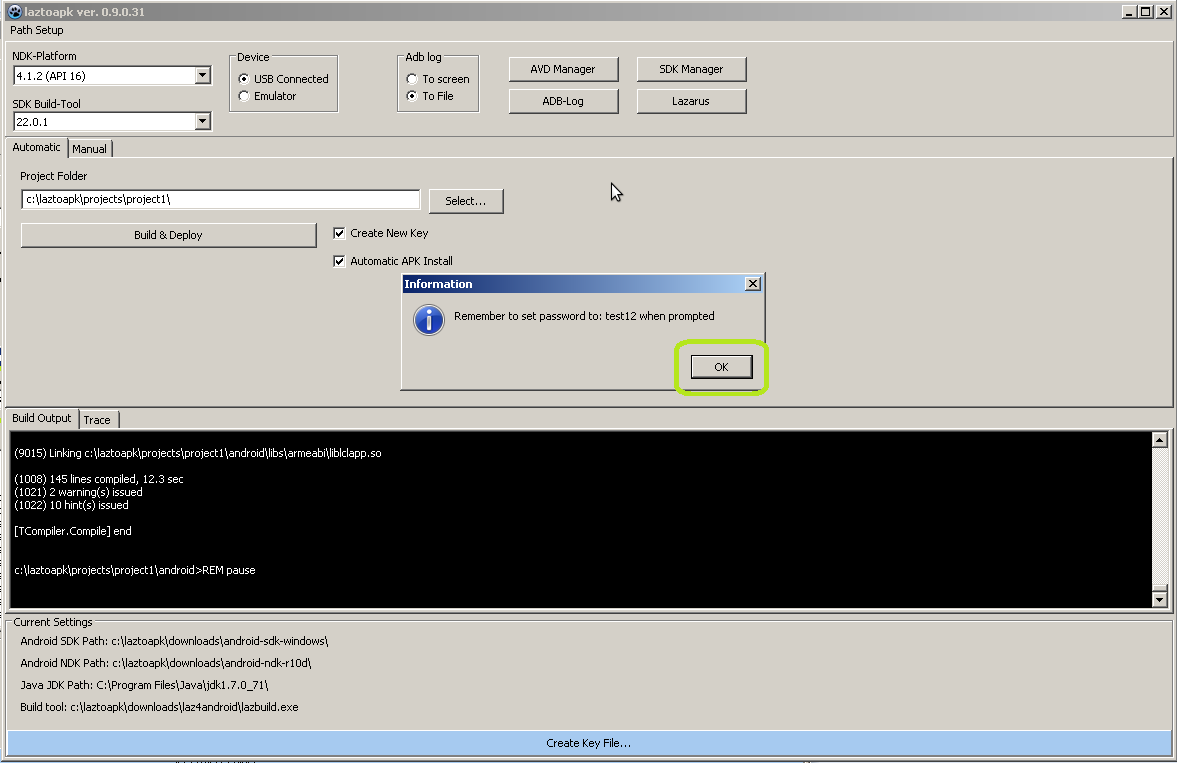 laztoapk ver. 0.9.0.31
Path Setup
NDK-Platform
4.1.2 (API 16)
SDK Build-Tool
22.0.1
Device
USB Connected
Emulator
Adb log
To screen
To File
AVD Manager
SDK Manager
ADB-Log
Lazarus
Automatic
Manual
Project Folder
c:\laztoapk\projects\project1\
Select...
Build & Deploy
Create New Key
Automatic APK Install
Information
Remember to set password to: test12 when prompted
OK
Build Output
Trace
(9015) Linking c:\laztoapk\projects\project1\android\libs\armeabi\liblclapp.so
(1008) 145 lines compiled, 12.3 sec
(1021) 2 warning(s) issued
(1022) 10 hint(s) issued
[TCompiler.Compile] end
c:\laztoapk\projects\project1\android>REM pause
Current Settings
Android SDK Path: c:\laztoapk\downloads\android-sdk-windows\
Android NDK Path: c:\laztoapk\downloads\android-ndk-r10d\
Java JDK Path: C:\Program Files\Java\jdk1.7.0_71\
Build tool: c:\laztoapk\downloads\laz4android\lazbuild.exe
Create Key File...